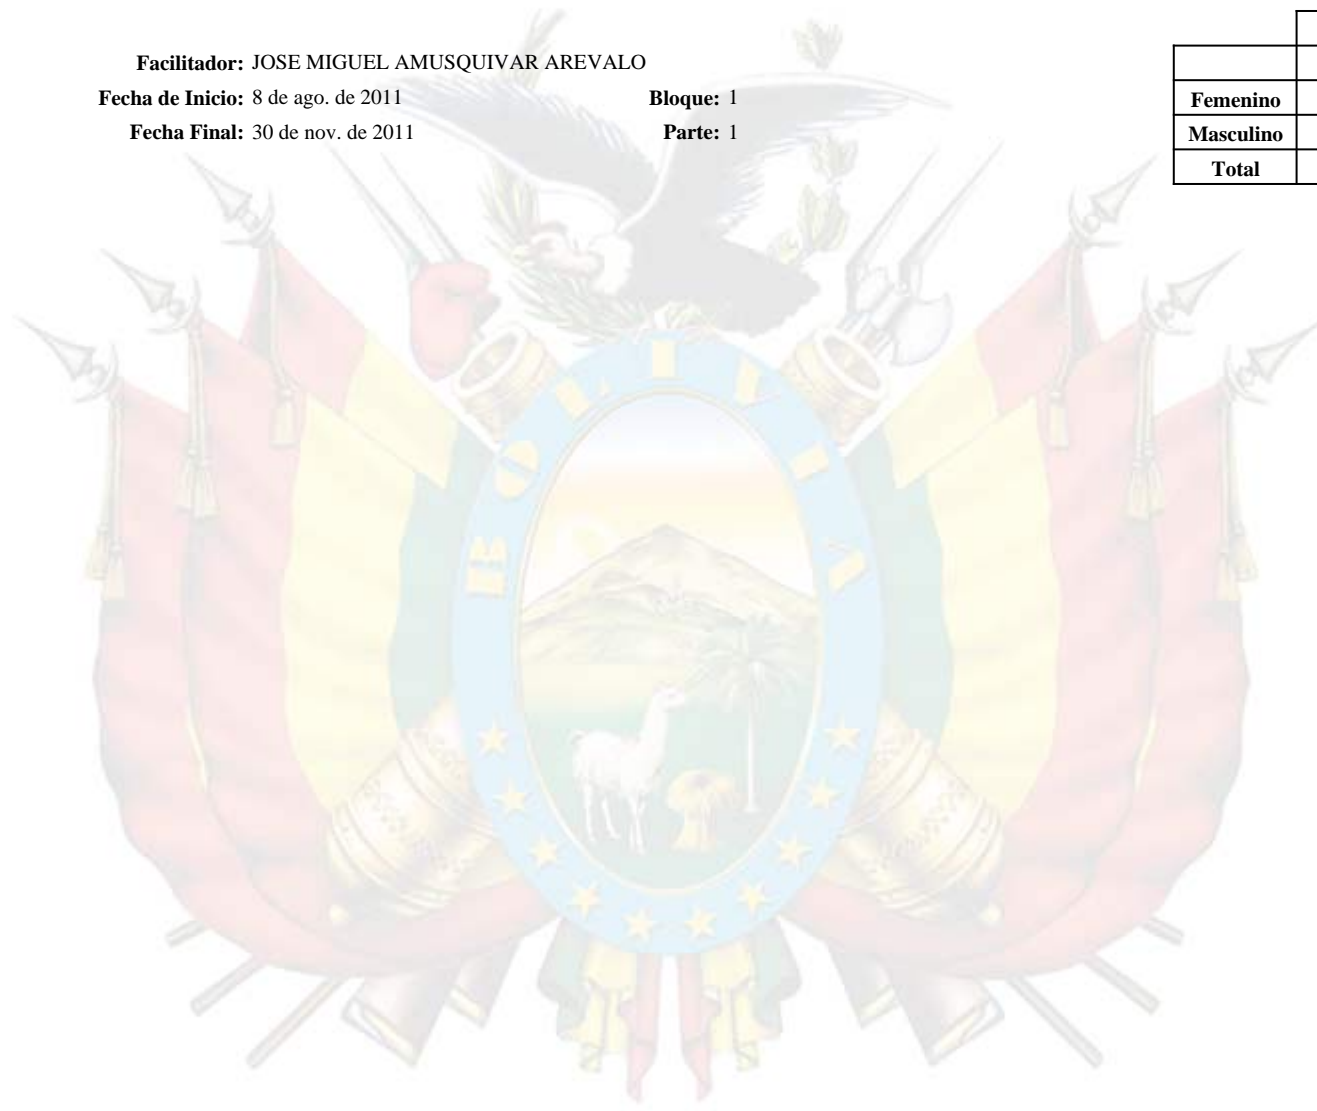 Facilitador: JOSE MIGUEL AMUSQUIVAR AREVALO
Fecha de Inicio: 8 de ago. de 2011 Bloque: 1
Fecha Final: 30 de nov. de 2011 Parte: 1
Femenino
Masculino
Total
BOLIVIA